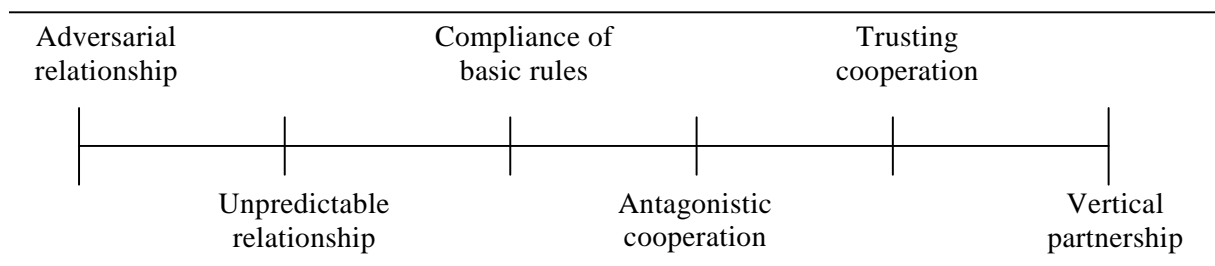 Adversarial
relationship
Compliance of
basic rules
Trusting
cooperation
Unpredictable
relationship
Antagonistic
cooperation
Vertical
partnership